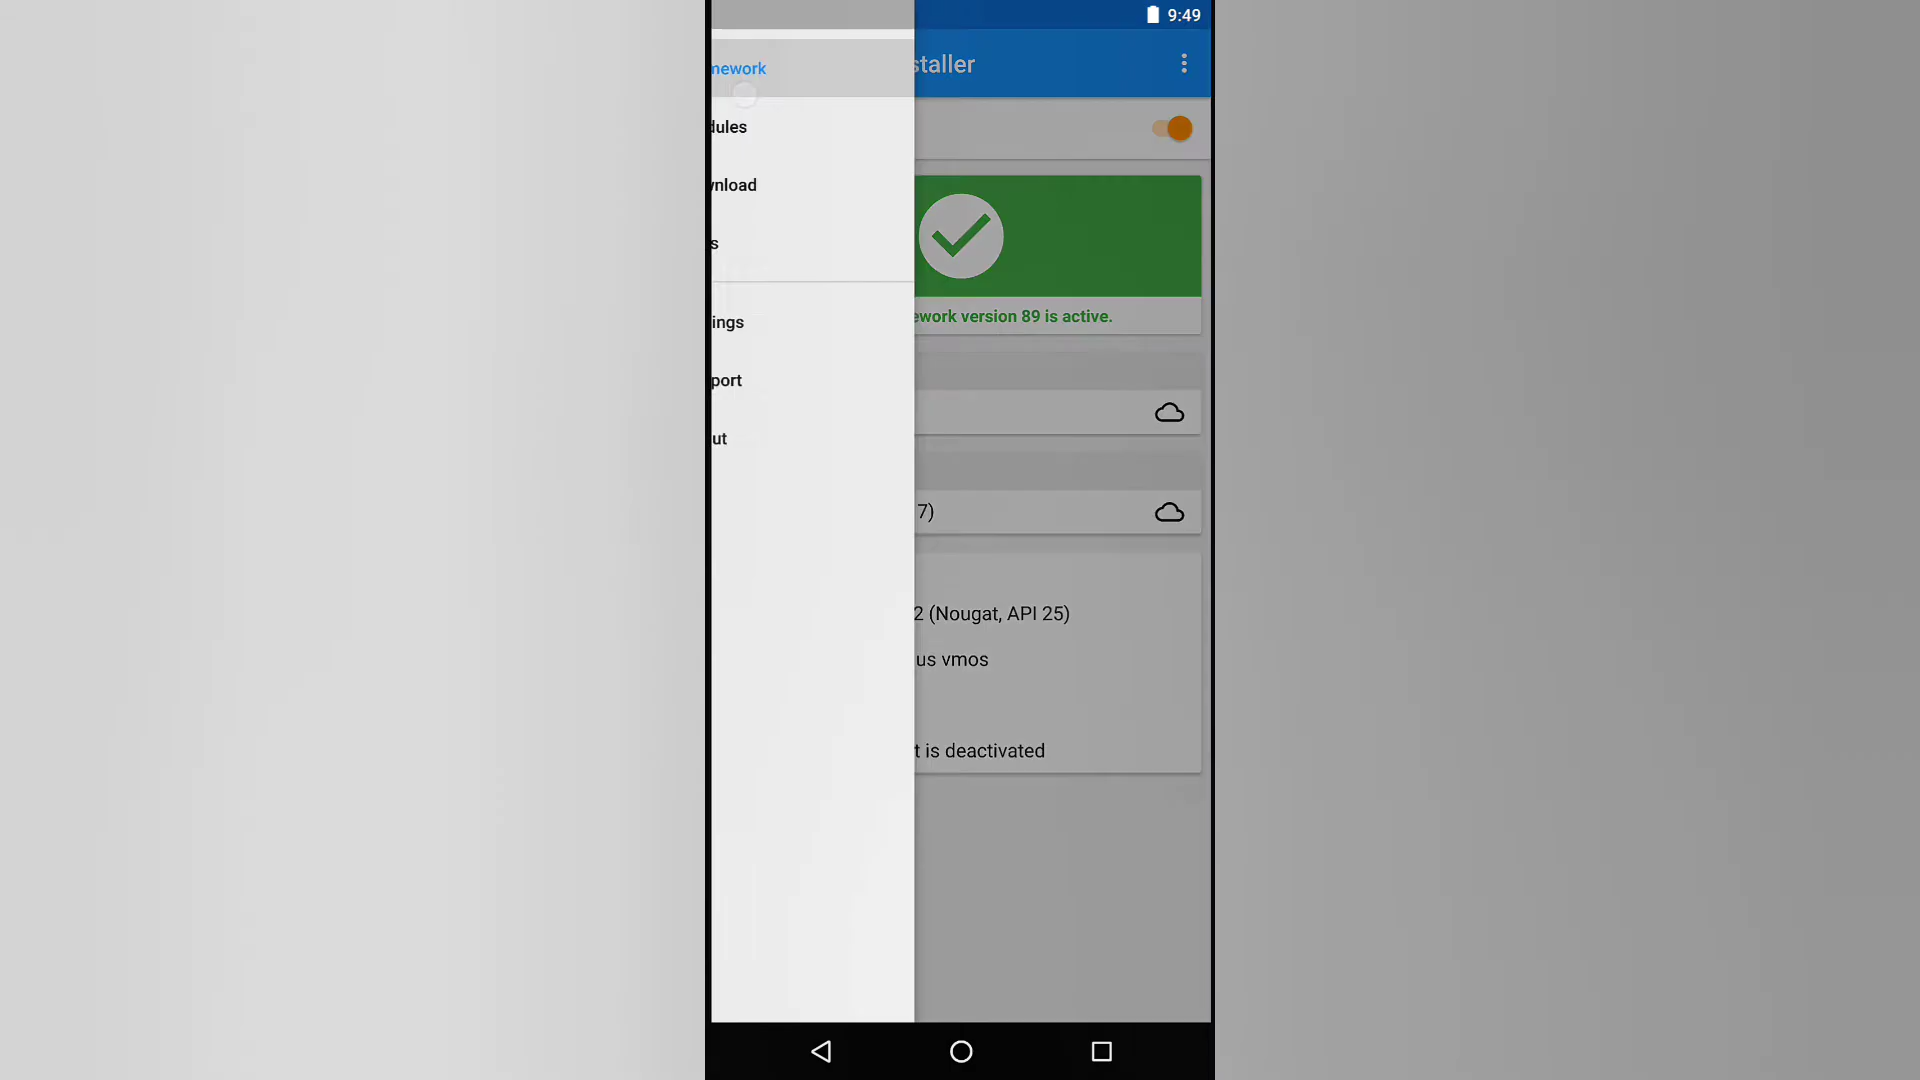 9:49
staller
nework
dules
wnload
s
ework version 89 is active.
ings
port
ut
7)
2 (Nougat, API 25)
us vmos
t is deactivated